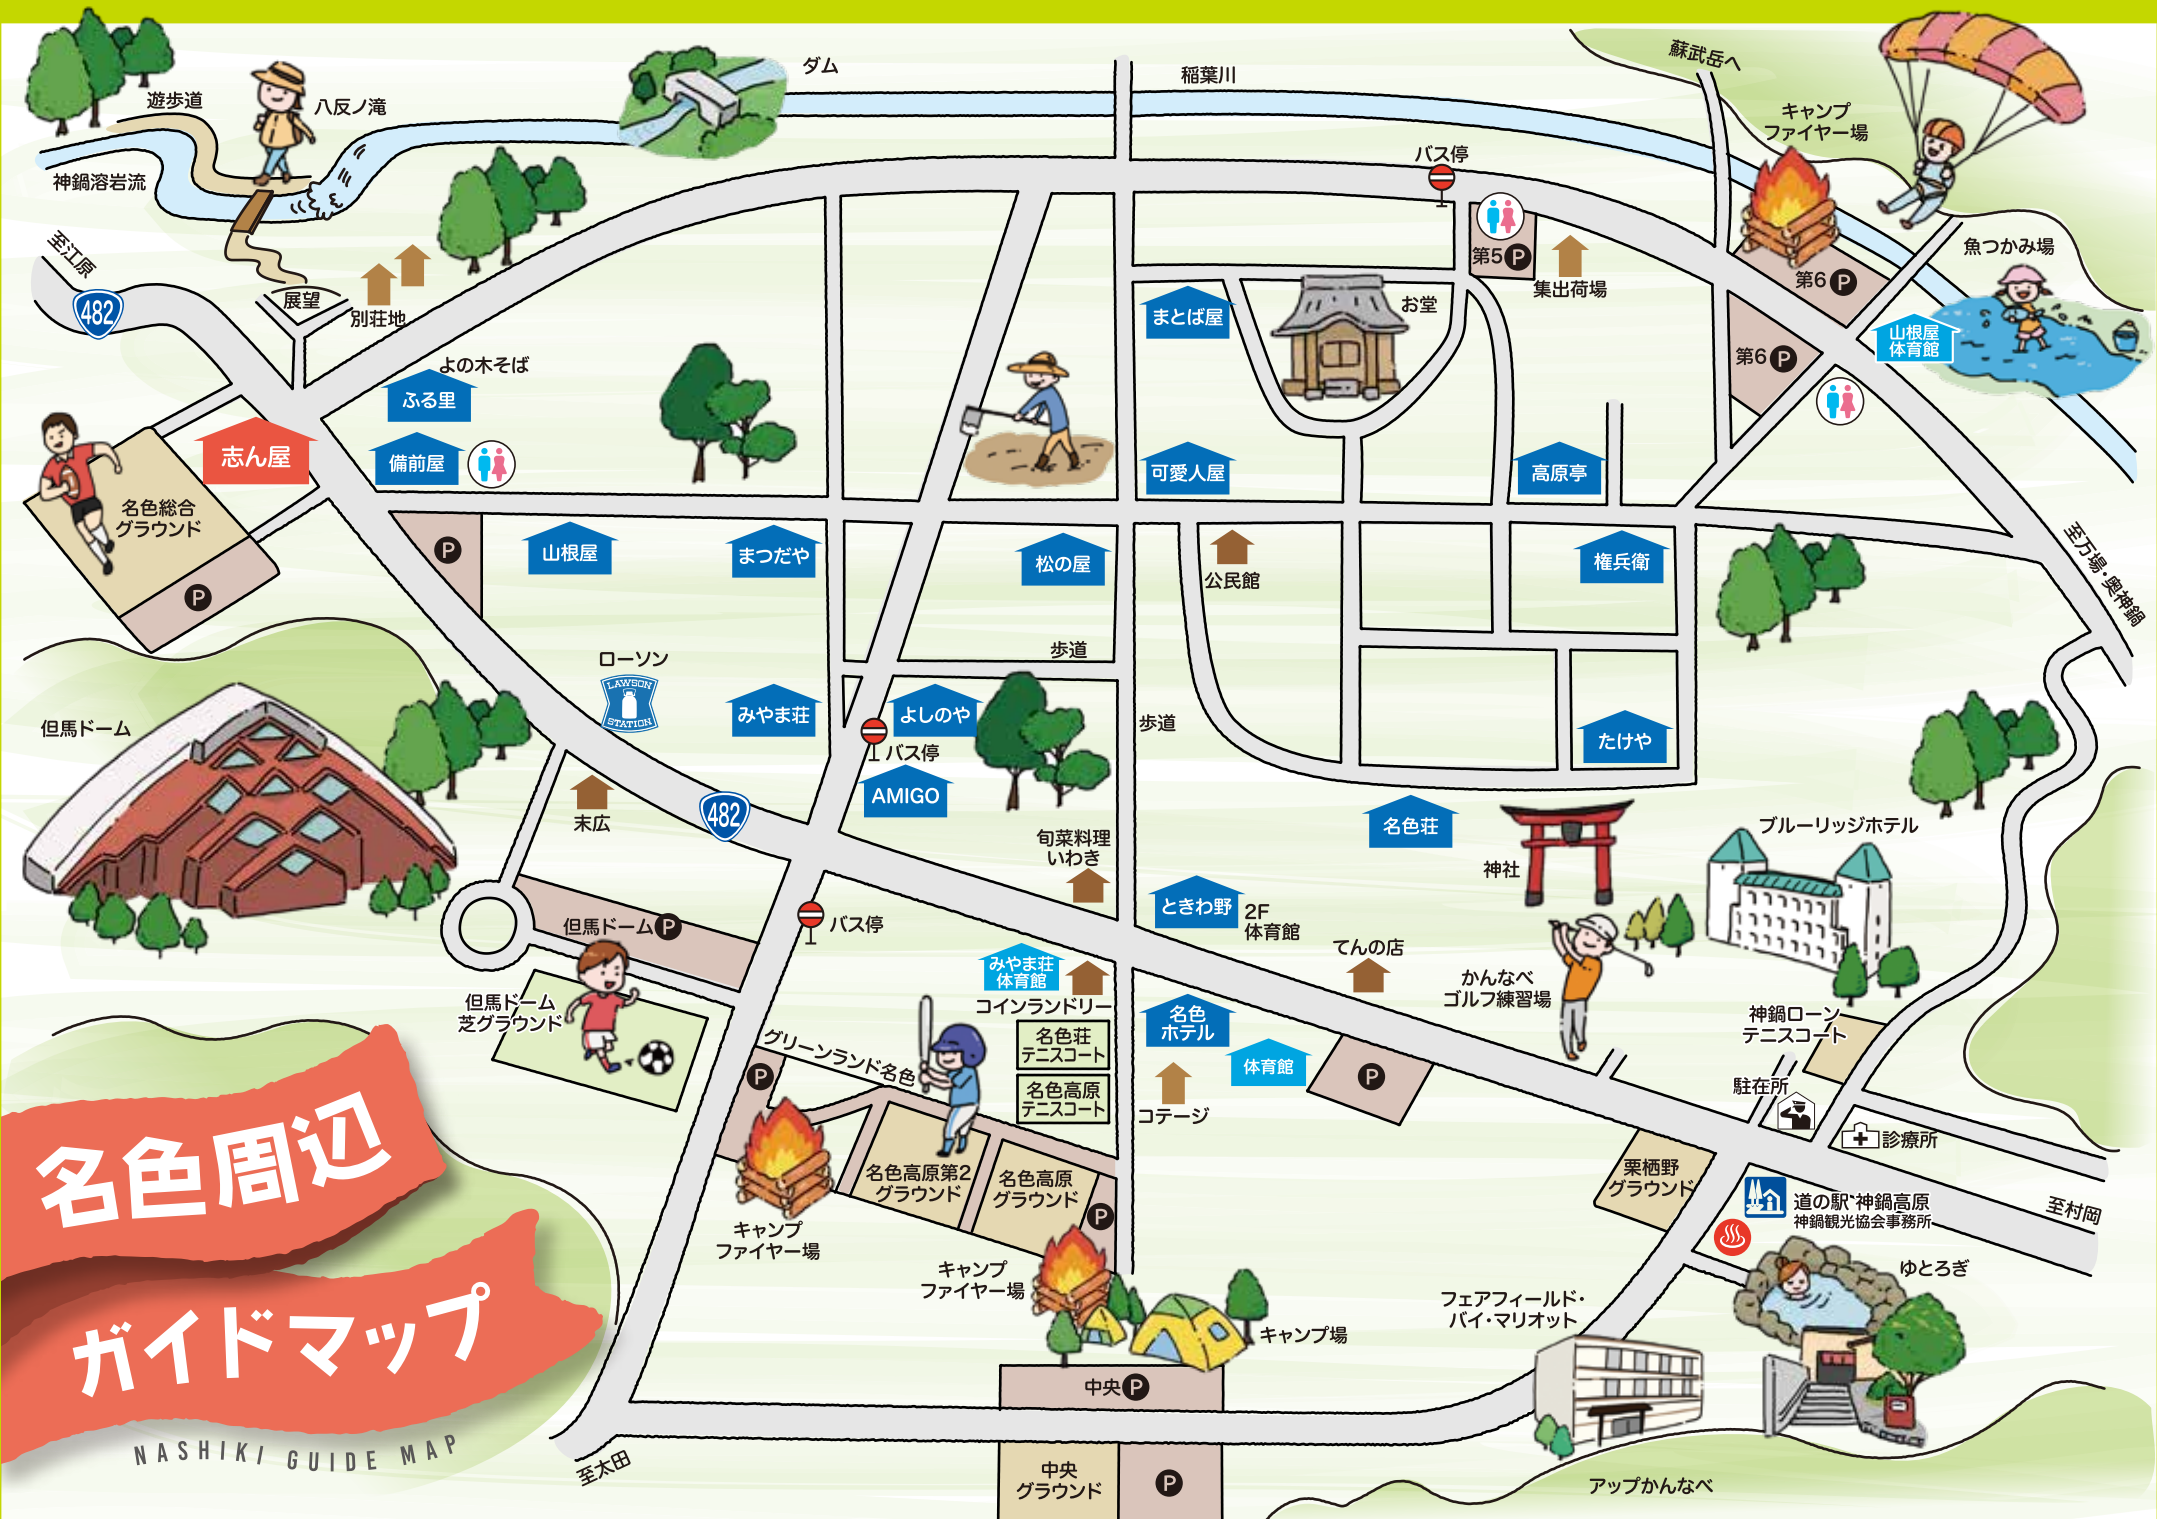 ダム
稲葉川
蘇武岳へ
遊歩道
八反ノ滝
キャンプ
ファイヤー場
バス停
神鍋溶岩流
至江原
482
展望
別荘地
第5 P
集出荷場
第6 P
魚つかみ場
まとば屋
お堂
山根屋
体育館
第6 P
よの木そば
ふる里
志ん屋
備前屋
可愛人屋
高原亭
名色総合
グラウンド
P
P
山根屋
まつだや
松の屋
公民館
権兵衛
至万場・奥神鍋
歩道
ローソン
LAWSON
STATION
みやま荘
よしのや
歩道
バス停
たけや
但馬ドーム
AMIGO
末広
482
旬菜料理
いわき
名色荘
神社
ブルーリッジホテル
但馬ドーム P
バス停
ときわ野
2F
体育館
てんの店
みやま荘
体育館
コインランドリー
かんなべ
ゴルフ練習場
但馬ドーム
芝グラウンド
グリーンランド名色
名色荘
テニスコート
名色高原
テニスコート
名色
ホテル
体育館
コテージ
P
P
神鍋ローン
テニスコート
駐在所
診療所
名色高原第2
グラウンド
名色高原
グラウンド
P
栗栖野
グラウンド
道の駅 神鍋高原
神鍋観光協会事務所
至村岡
キャンプ
ファイヤー場
キャンプ
ファイヤー場
キャンプ場
ゆとろぎ
フェアフィールド・
バイ・マリオット
中央 P
中央
グラウンド
P
至太田
アップかんなべ
名色周辺
ガイドマップ
NASHIKI GUIDE MAP